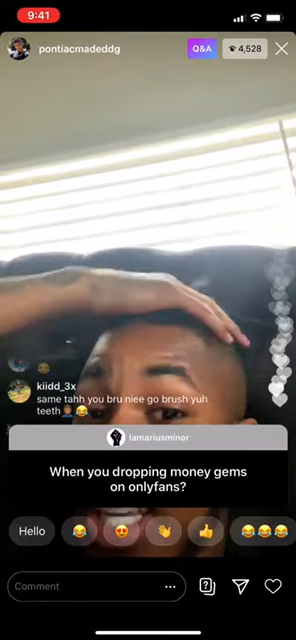 9:41
pontiacmadeddg
Q&A
4,528
kiidd_3x
same tahh you bru niee go brush yuh
teeth🤦🏽‍♂️😂
lamariusminor
When you dropping money gems
on onlyfans?
Hello
😂
😍
👋
👍
😂😂😂
Comment